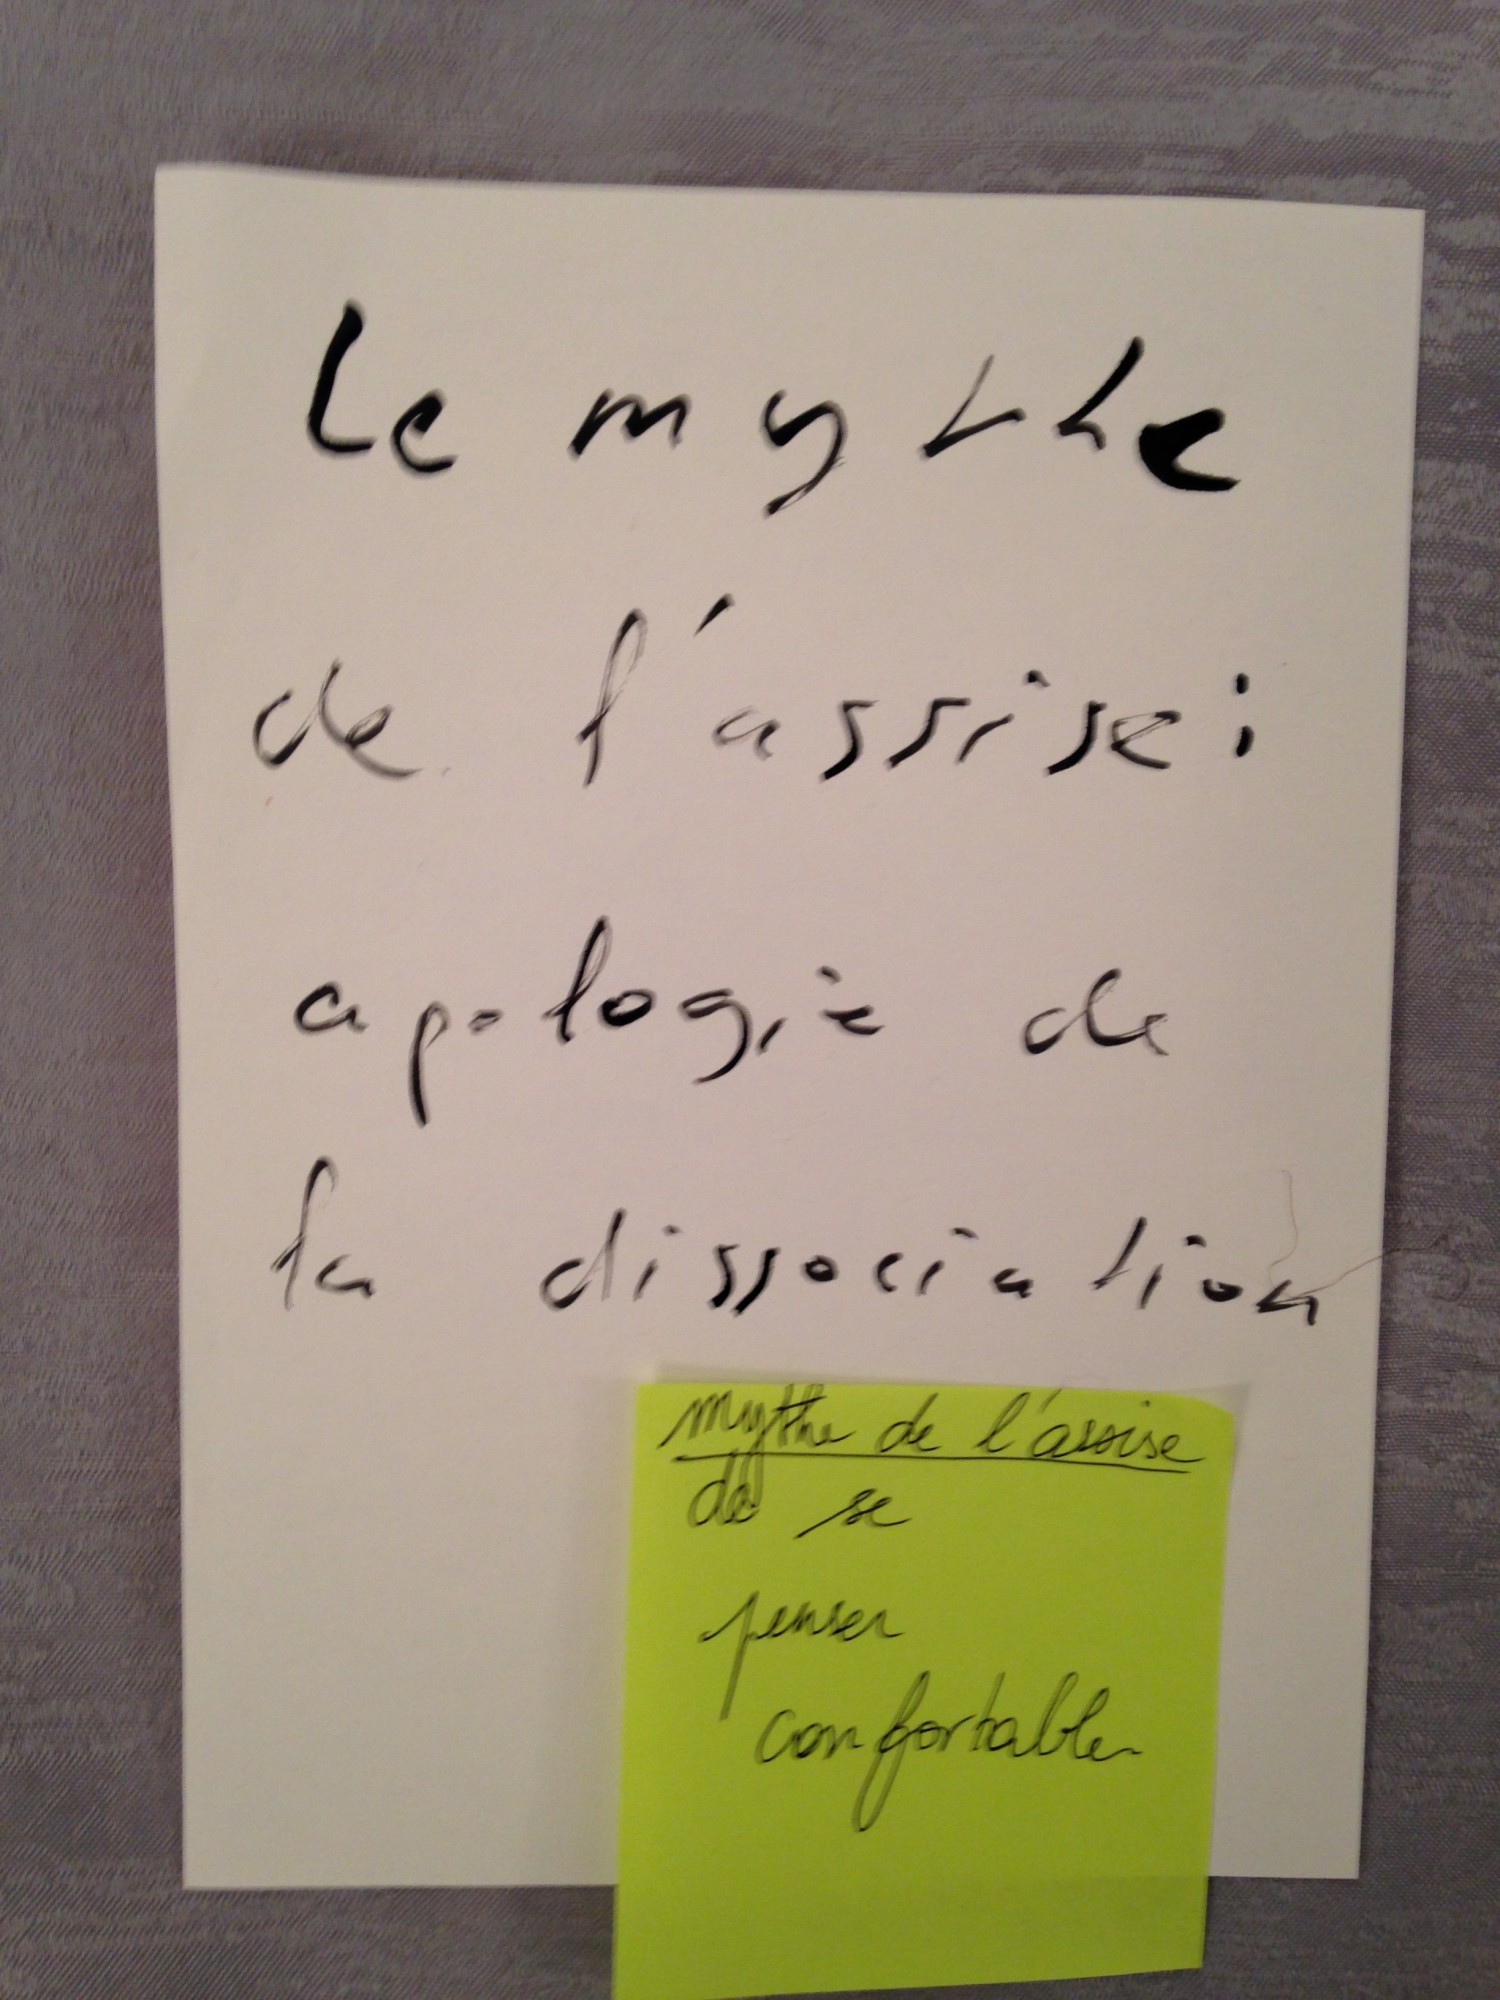 le mythe
de l'assise :
apologie de
la dissociation
mythe de l'assise
de se
penser
confortable